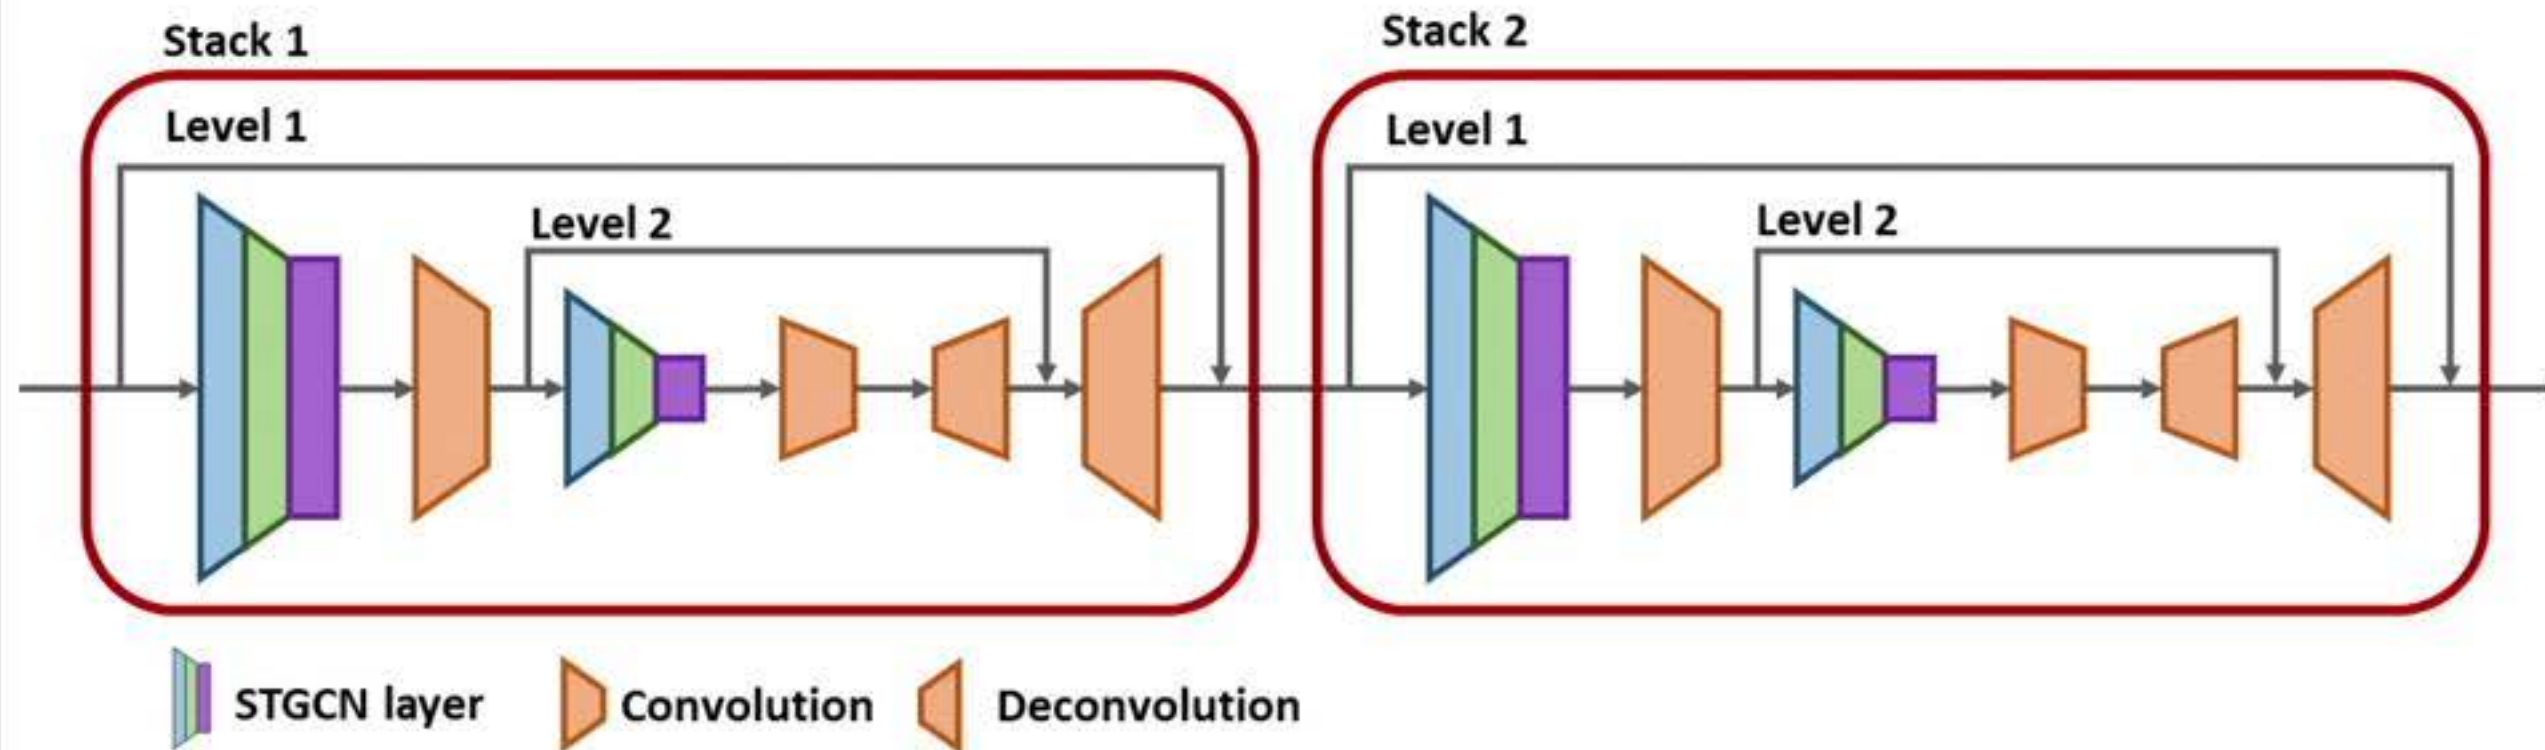 Stack 1
Stack 2
Level 1
Level 1
Level 2
Level 2
STGCN layer
Convolution
Deconvolution